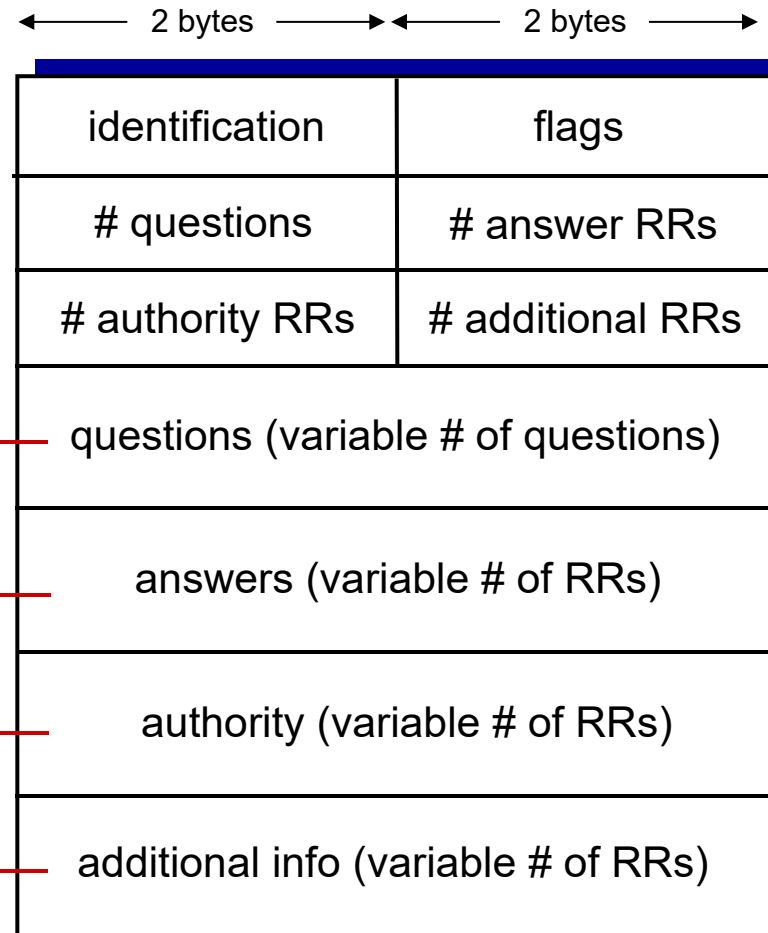 2 bytes 2 bytes
identification flags
# questions # answer RRs
# authority RRs # additional RRs
questions (variable # of questions)
answers (variable # of RRs)
authority (variable # of RRs)
additional info (variable # of RRs)